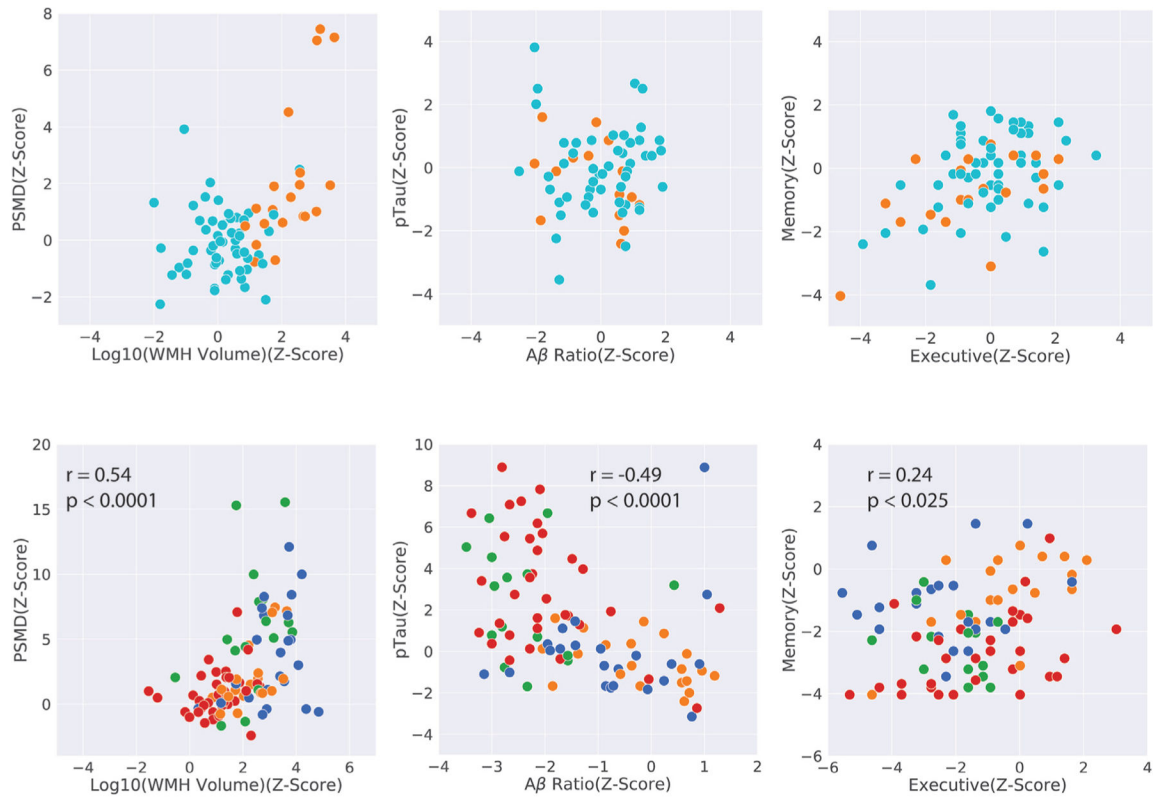 8
6
4
2
0
−2
−4 −2 0 2 4
PSMD(Z-Score)
Log10(WMH Volume)(Z-Score)
4
2
0
−2
−4
−4 −2 0 2 4
pTau(Z-Score)
Aβ Ratio(Z-Score)
4
2
0
−2
−4
−4 −2 0 2 4
Memory(Z-Score)
Executive(Z-Score)
r = 0.54
p < 0.0001
20
15
10
5
0
−4 −2 0 2 4 6
PSMD(Z-Score)
Log10(WMH Volume)(Z-Score)
r = -0.49
p < 0.0001
10
8
6
4
2
0
−2
−4
−4 −3 −2 −1 0 1 2
pTau(Z-Score)
Aβ Ratio(Z-Score)
r = 0.24
p < 0.025
4
2
0
−2
−4
−6
−6 −4 −2 0 2 4
Memory(Z-Score)
Executive(Z-Score)